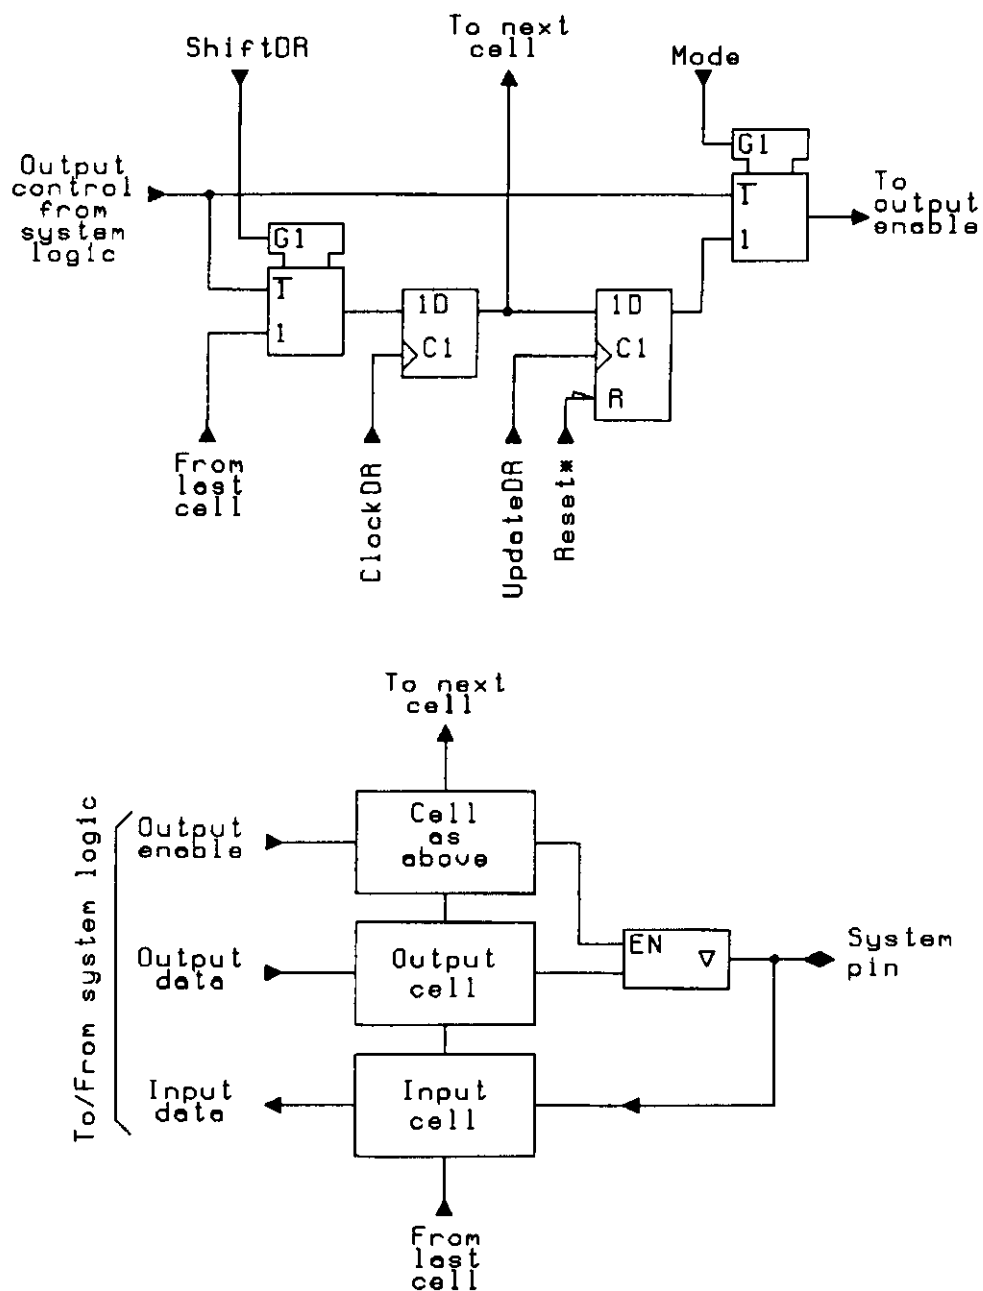 To next
cell
ShiftDR
Mode
G1
Output
control
from
system
logic
1
1
To
output
enable
G1
1
1
1D
C1
1D
C1
R
From
last
cell
ClockDR
UpdateDR
Reset*
To next
cell
To/From system logic
Output
enable
Cell
as
above
Output
data
Output
cell
EN
System
pin
Input
data
Input
cell
From
last
cell